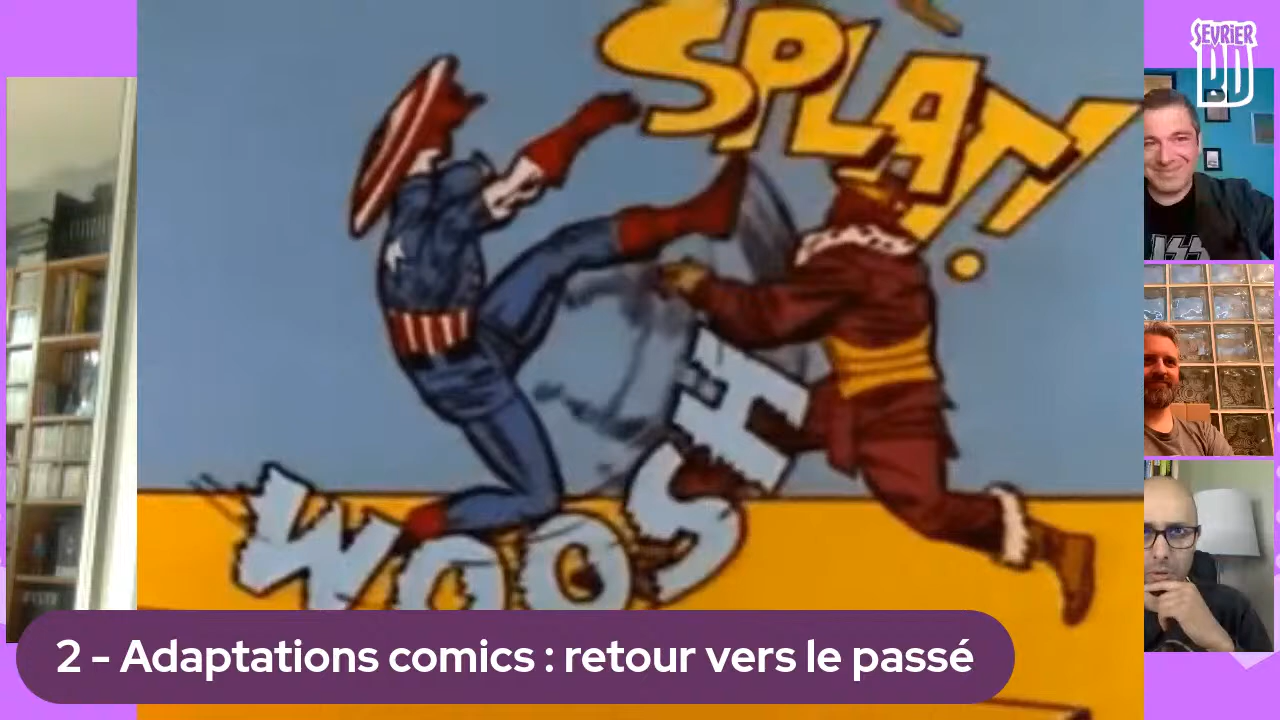 SEVRIER
BD
SPLAT!
WOOSH
2 - Adaptations comics : retour vers le passé